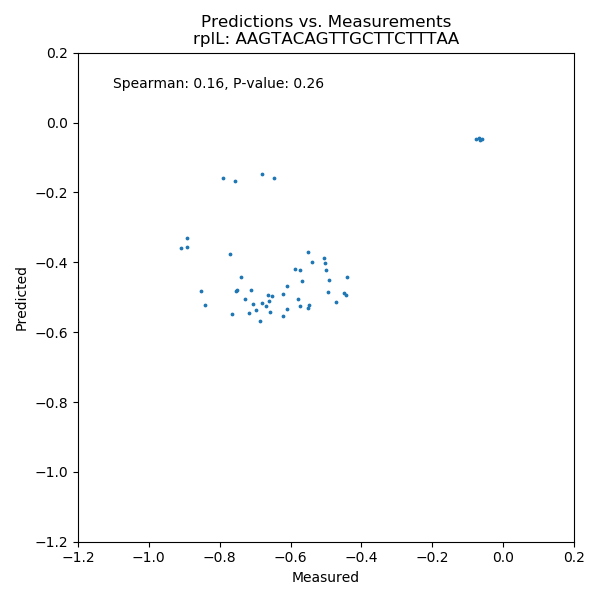 Predictions vs. Measurements
rplL: AAGTACAGTTGCTTCTTTAA
0.2
Spearman: 0.16, P-value: 0.26
0.0
−0.2
−0.4
Predicted
−0.6
−0.8
−1.0
−1.2
−1.2 −1.0 −0.8 −0.6 −0.4 −0.2 0.0 0.2
Measured